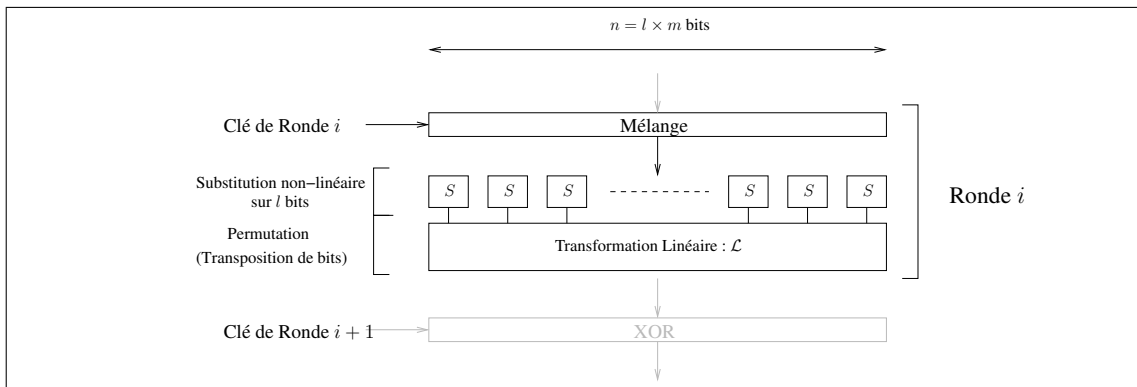 n = l × m bits
Clé de Ronde i
Mélange
Substitution non−linéaire
sur l bits
S S S S S S
Ronde i
Permutation
(Transposition de bits)
Transformation Linéaire : ℒ
Clé de Ronde i + 1
XOR